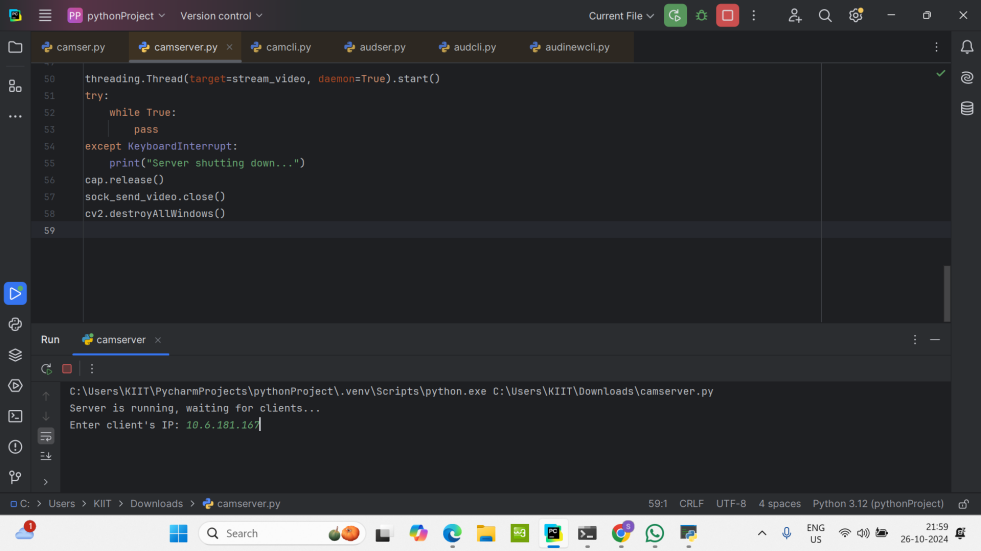 PP pythonProject Version control Current File
camser.py camserver.py camcli.py audser.py audcli.py audinewcli.py
50 threading.Thread(target=stream_video, daemon=True).start()
51 try:
52 while True:
53 pass
54 except KeyboardInterrupt:
55 print("Server shutting down...")
56 cap.release()
57 sock_send_video.close()
58 cv2.destroyAllWindows()
59
Run camserver
C:\Users\KIIT\PycharmProjects\pythonProject\.venv\Scripts\python.exe C:\Users\KIIT\Downloads\camserver.py
Server is running, waiting for clients...
Enter client's IP: 10.6.181.167
C: > Users > KIIT > Downloads > camserver.py 59:1 CRLF UTF-8 4 spaces Python 3.12 (pythonProject)
1 Search ENG US 21:59 26-10-2024